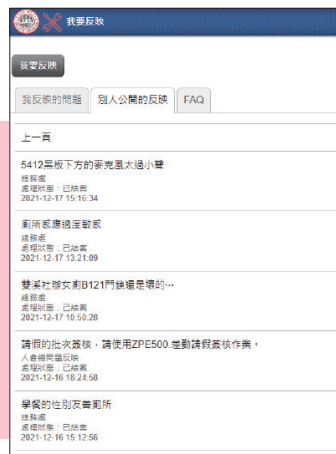 我要反映
我要反映
我反映的問題 別人公開的反映 FAQ
上一頁
5412黑板下方的麥克風太過小聲
總務處
處理狀態：已結案
2021-12-17 15:16:34
廁所感應過度敏感
總務處
處理狀態：已結案
2021-12-17 13:21:09
雙溪社辦女廁B121門鎖還是壞的…
總務處
處理狀態：已結案
2021-12-17 10:50:28
請假的批次簽核，請使用ZPE500.差勤請假簽核作業。
人會總問題反映
處理狀態：已結案
2021-12-16 18:24:58
學餐的性別友善廁所
總務處
處理狀態：已結案
2021-12-16 15:12:56